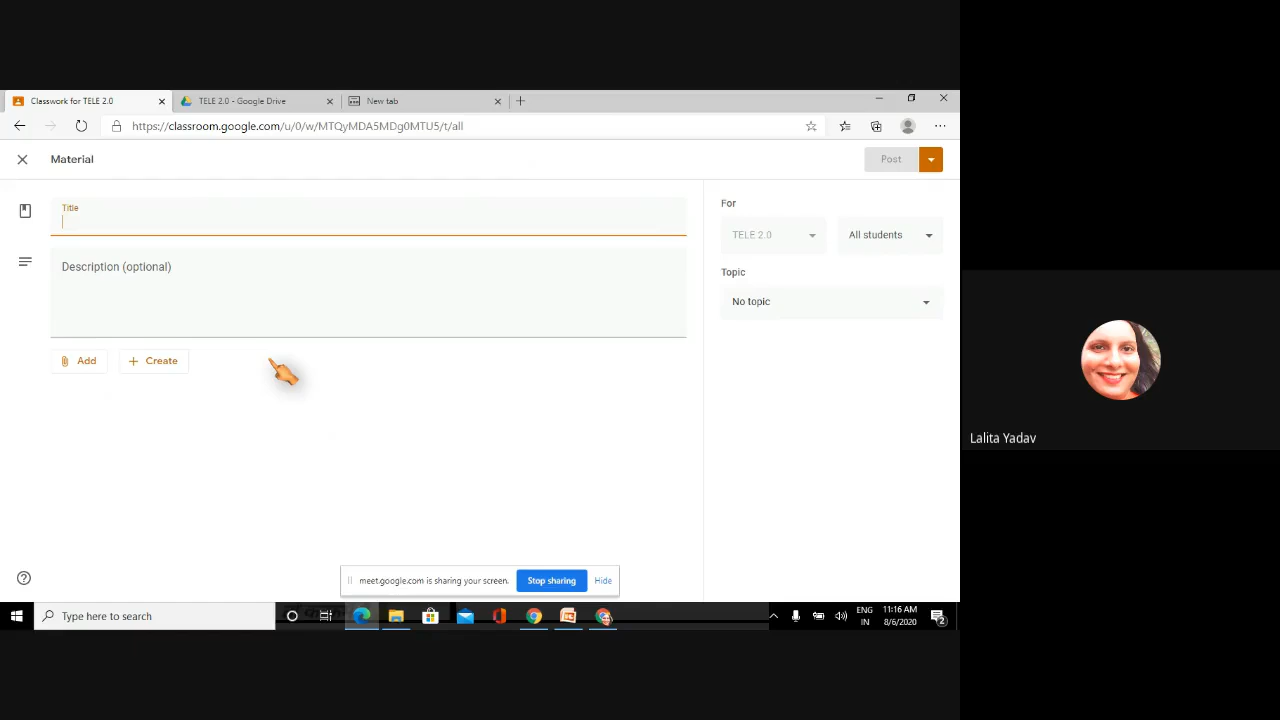 Classwork for TELE 2.0
TELE 2.0 - Google Drive
New tab
https://classroom.google.com/u/0/w/MTQyMDA5MDg0MTU5/t/all
Material
Post
Title
Description (optional)
Add
Create
For
TELE 2.0
All students
Topic
No topic
meet.google.com is sharing your screen.
Stop sharing
Hide
Type here to search
ENG
IN
11:16 AM
8/6/2020
2
Lalita Yadav